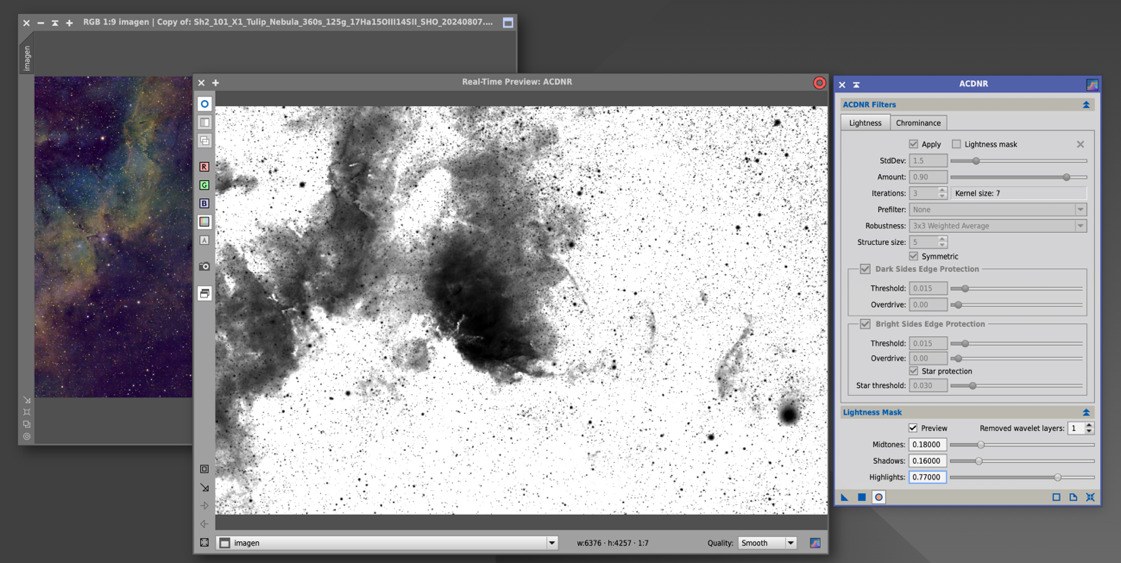 RGB 1:9 imagen | Copy of: Sh2_101_X1_Tulip_Nebula_360s_125g_17Ha15OIII14SII_SHO_20240807....
imagen
Real-Time Preview: ACDNR
R
G
B
A
imagen
w:6376 · h:4257 · 1:7
Quality: Smooth
ACDNR
ACDNR Filters
Lightness Chrominance
Apply Lightness mask
StdDev: 1.5
Amount: 0.90
Iterations: 3 Kernel size: 7
Prefilter: None
Robustness: 3x3 Weighted Average
Structure size: 5
Symmetric
Dark Sides Edge Protection
Threshold: 0.015
Overdrive: 0.00
Bright Sides Edge Protection
Threshold: 0.015
Overdrive: 0.00
Star protection
Star threshold: 0.030
Lightness Mask
Preview Removed wavelet layers: 1
Midtones: 0.18000
Shadows: 0.16000
Highlights: 0.77000